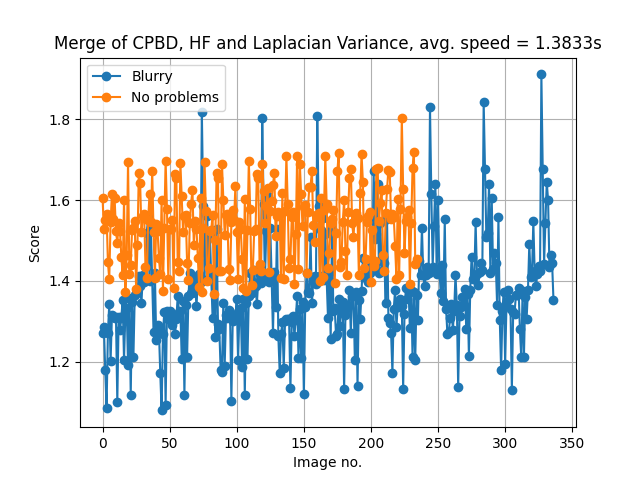 Merge of CPBD, HF and Laplacian Variance, avg. speed = 1.3833s
Blurry
No problems
1.8
1.6
1.4
1.2
Score
0 50 100 150 200 250 300 350
Image no.